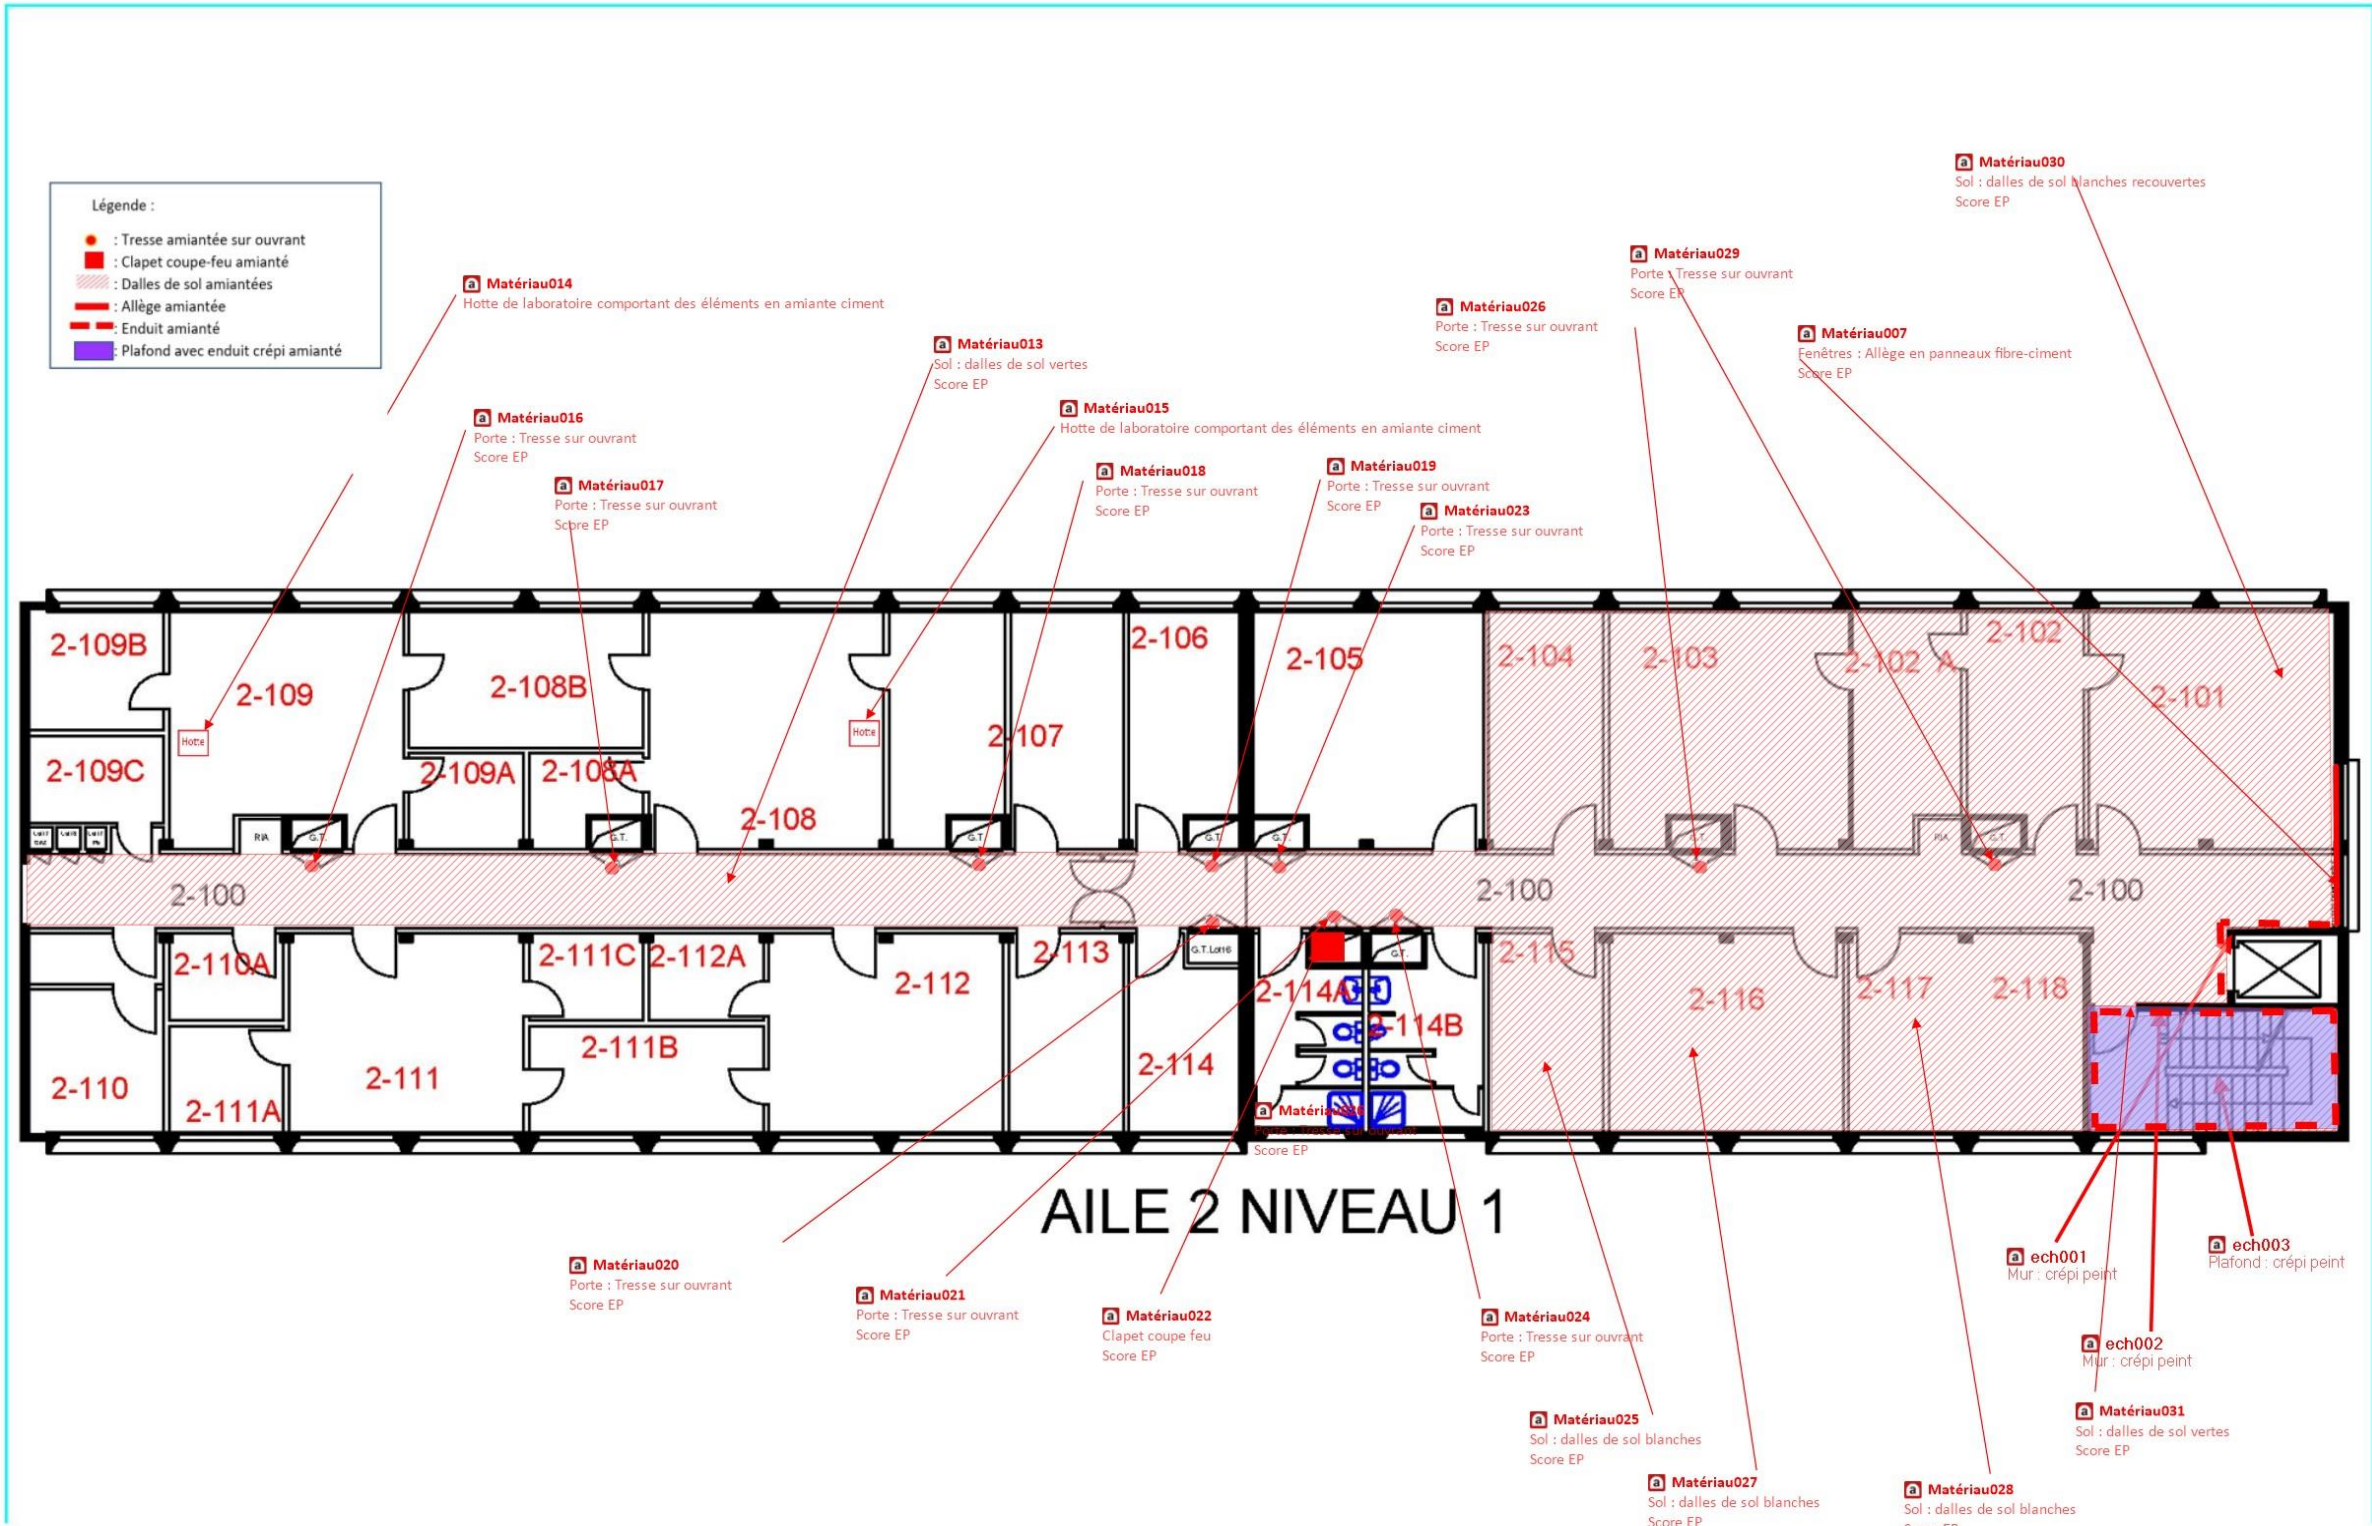 Légende :
: Tresse amiantée sur ouvrant
: Clapet coupe-feu amianté
: Dalles de sol amiantées
: Allège amiantée
: Enduit amianté
: Plafond avec enduit crépi amianté
a Matériau014
Hotte de laboratoire comportant des éléments en amiante ciment
a Matériau016
Porte : Tresse sur ouvrant
Score EP
a Matériau017
Porte : Tresse sur ouvrant
Score EP
a Matériau013
Sol : dalles de sol vertes
Score EP
a Matériau015
Hotte de laboratoire comportant des éléments en amiante ciment
a Matériau018
Porte : Tresse sur ouvrant
Score EP
a Matériau019
Porte : Tresse sur ouvrant
Score EP
a Matériau023
Porte : Tresse sur ouvrant
Score EP
a Matériau026
Porte : Tresse sur ouvrant
Score EP
a Matériau029
Porte : Tresse sur ouvrant
Score EP
a Matériau007
Fenêtres : Allège en panneaux fibre-ciment
Score EP
a Matériau030
Sol : dalles de sol blanches recouvertes
Score EP
2-109B
2-109
2-108B
2-106
2-105
2-104
2-103
2-102 A
2-102
2-101
Hotte
Hotte
2-107
2-109C
2-109A
2-108A
2-108
RIA
G.T.
G.T.
G.T.
G.T.
G.T.
G.T.
RIA
G.T.
2-100
2-100
2-100
2-110A
2-111C
2-112A
2-112
2-113
G.T.Lot16
G.T.
2-114A
2-114B
2-115
2-116
2-117
2-118
2-110
2-111A
2-111
2-111B
2-114
a
Porte : Tresse sur ouvrant
Score EP
AILE 2 NIVEAU 1
a Matériau020
Porte : Tresse sur ouvrant
Score EP
a Matériau021
Porte : Tresse sur ouvrant
Score EP
a Matériau022
Clapet coupe feu
Score EP
a Matériau024
Porte : Tresse sur ouvrant
Score EP
a Matériau025
Sol : dalles de sol blanches
Score EP
a Matériau027
Sol : dalles de sol blanches
Score EP
a Matériau028
Sol : dalles de sol blanches
a ech001
Mur : crépi peint
a ech003
Plafond : crépi peint
a ech002
Mur : crépi peint
a Matériau031
Sol : dalles de sol vertes
Score EP